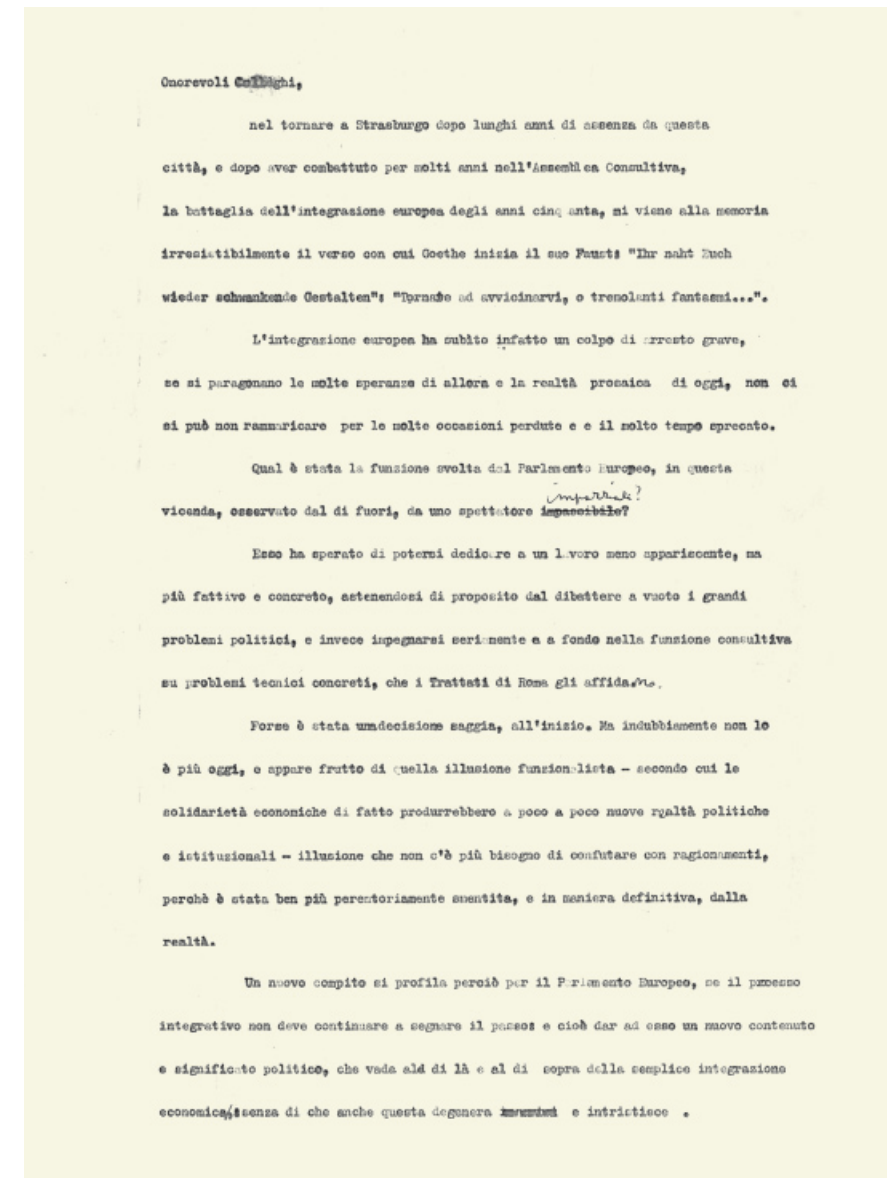 Onorevoli Colleghi,
nel tornare a Strasburgo dopo lunghi anni di assenza da questa
città, e dopo aver combattuto per molti anni nell'Assemblea Consultiva,
la battaglia dell'integrazione europea degli anni cinquanta, mi viene alla memoria
irresistibilmente il verso con cui Goethe inizia il suo Faust: "Ihr naht Euch
wieder schwankende Gestalten": "Tornate ad avvicinarvi, o tremolanti fantasmi...".
L'integrazione europea ha subìto infatto un colpo di arresto grave,
se si paragonano le molte speranze di allora e la realtà prosaica di oggi, non ci
si può non rammaricare per le molte occasioni perdute e e il molto tempo sprecato.
Qual è stata la funzione svolta dal Parlamento Europeo, in questa
imparziale?
vicenda, osservato dal di fuori, da uno spettatore impassibile?
Esso ha sperato di potersi dedicare a un lavoro meno appariscente, ma
più fattivo e concreto, astenendosi di proposito dal dibattere a vuoto i grandi
problemi politici, e invece impegnarsi seriamente e a fondo nella funzione consultiva
su problemi tecnici concreti, che i Trattati di Roma gli affidano.
Forse è stata unadecisione saggia, all'inizio. Ma indubbiamente non lo
è più oggi, e appare frutto di quella illusione funzionalista - secondo cui le
solidarietà economiche di fatto produrrebbero a poco a poco nuove realtà politiche
e istituzionali - illusione che non c'è più bisogno di confutare con ragionamenti,
perchè è stata ben più perentoriamente smentita, e in maniera definitiva, dalla
realtà.
Un nuovo compito si profila perciò per il Parlamento Europeo, se il processo
integrativo non deve continuare a segnare il passo: e cioè dar ad esso un nuovo contenuto
e significato politico, che vada ald di là e al di sopra della semplice integrazione
economica, senza di che anche questa degenera e intristisce .